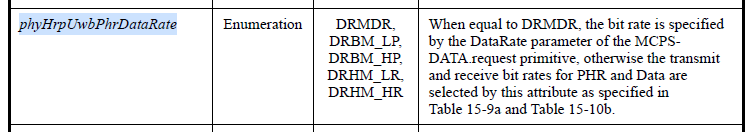 phyHrpUwbPhrDataRate
Enumeration
DRMDR,
DRBM_LP,
DRBM_HP,
DRHM_LR,
DRHM_HR
When equal to DRMDR, the bit rate is specified
by the DataRate parameter of the MCPS-
DATA.request primitive, otherwise the transmit
and receive bit rates for PHR and Data are
selected by this attribute as specified in
Table 15-9a and Table 15-10b.